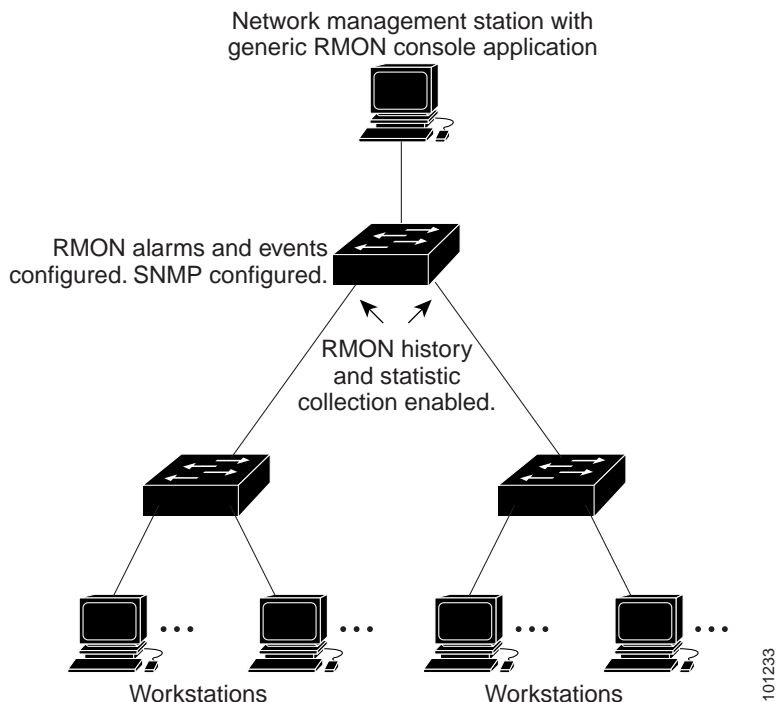 Network management station with
generic RMON console application
RMON alarms and events
configured. SNMP configured.
RMON history
and statistic
collection enabled.
Workstations
Workstations
101233